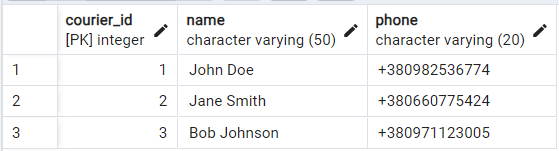 courier_id name phone
[PK] integer character varying (50) character varying (20)
1 1 John Doe +380982536774
2 2 Jane Smith +380660775424
3 3 Bob Johnson +380971123005